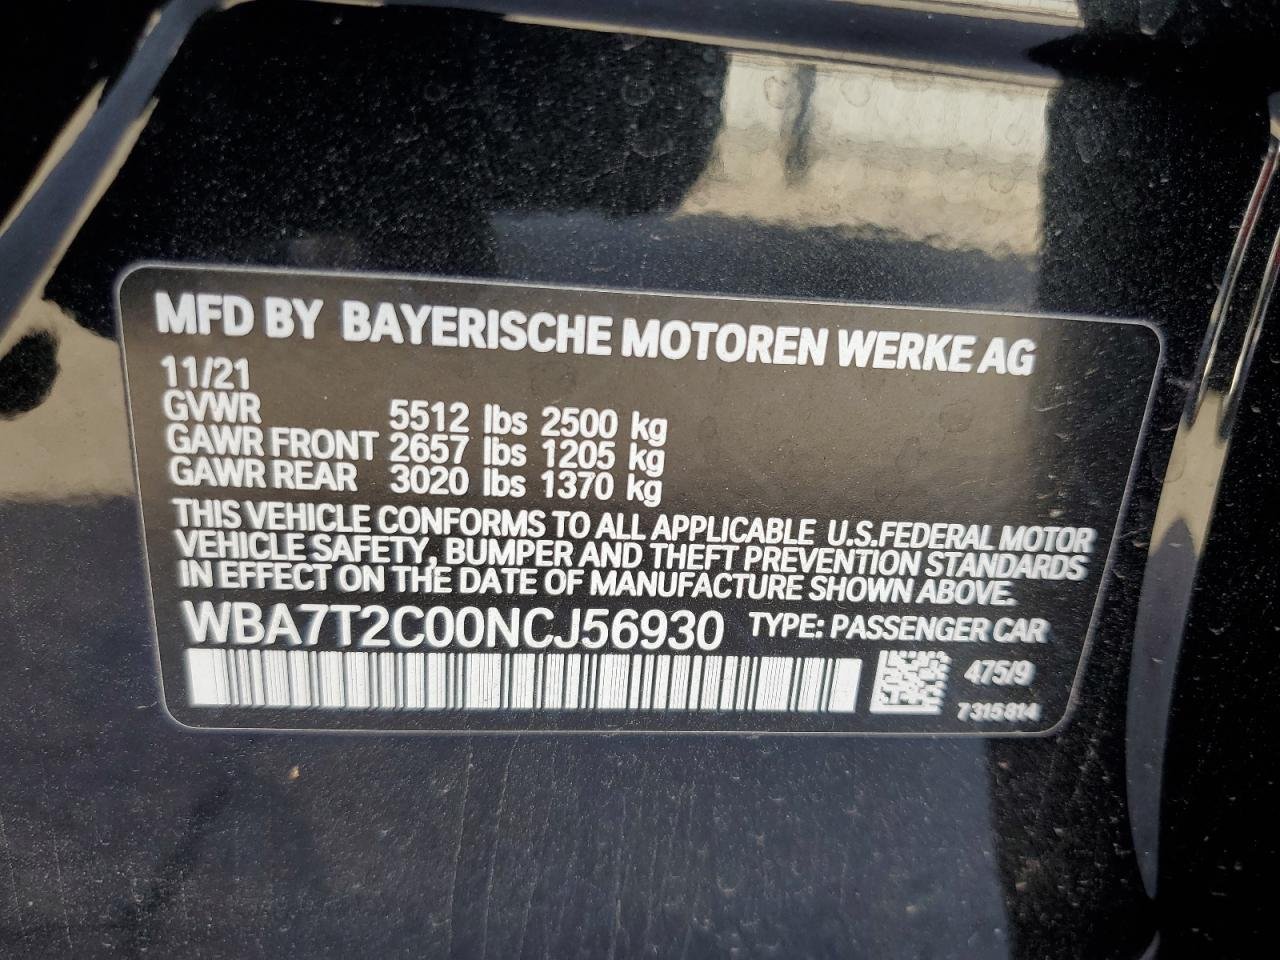 MFD BY BAYERISCHE MOTOREN WERKE AG
11/21
GVWR 5512 lbs 2500 kg
GAWR FRONT 2657 lbs 1205 kg
GAWR REAR 3020 lbs 1370 kg
THIS VEHICLE CONFORMS TO ALL APPLICABLE U.S.FEDERAL MOTOR
VEHICLE SAFETY, BUMPER AND THEFT PREVENTION STANDARDS
IN EFFECT ON THE DATE OF MANUFACTURE SHOWN ABOVE.
WBA7T2C00NCJ56930 TYPE: PASSENGER CAR
475/9
7315814